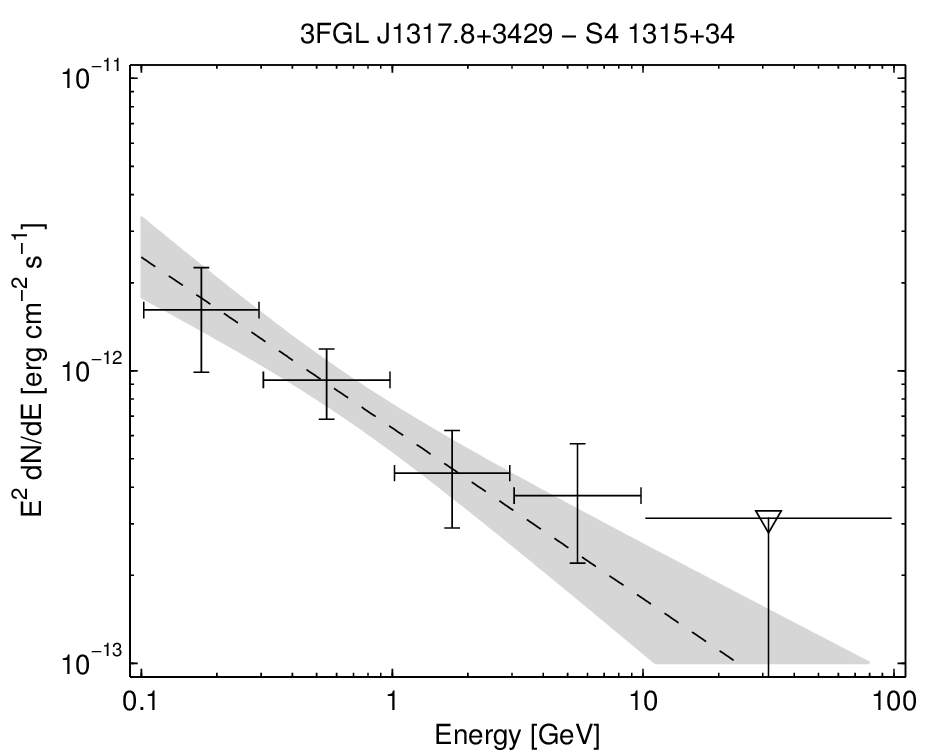 3FGL J1317.8+3429 − S4 1315+34
10⁻¹¹
10⁻¹²
10⁻¹³
E² dN/dE [erg cm⁻² s⁻¹]
0.1 1 10 100
Energy [GeV]